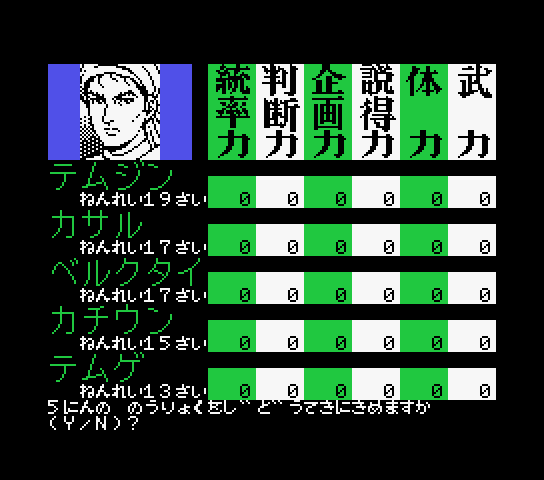 統率力 判断力 企画力 説得力 体力 武力
テムジン
ねんれい19さい 0 0 0 0 0 0
カサル
ねんれい17さい 0 0 0 0 0 0
ベルクタイ
ねんれい17さい 0 0 0 0 0 0
カチウン
ねんれい15さい 0 0 0 0 0 0
テムゲ
ねんれい13さい 0 0 0 0 0 0
5にんの のうりょくをし゛ど゛うてきにきめますか
(Y/N)?